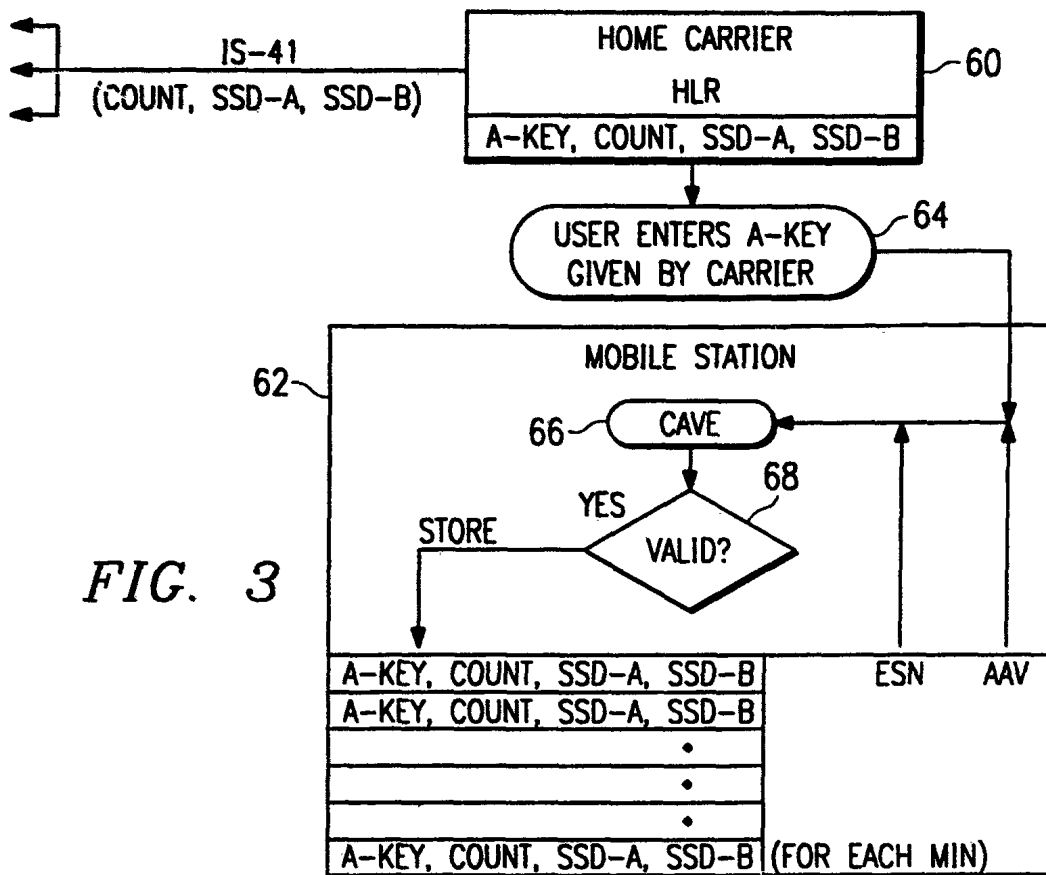 HOME CARRIER
HLR
60
IS-41
(COUNT, SSD-A, SSD-B)
A-KEY, COUNT, SSD-A, SSD-B
USER ENTERS A-KEY
GIVEN BY CARRIER
64
MOBILE STATION
62
66
CAVE
68
YES
STORE
VALID?
FIG. 3
A-KEY, COUNT, SSD-A, SSD-B
ESN
AAV
A-KEY, COUNT, SSD-A, SSD-B
A-KEY, COUNT, SSD-A, SSD-B
(FOR EACH MIN)